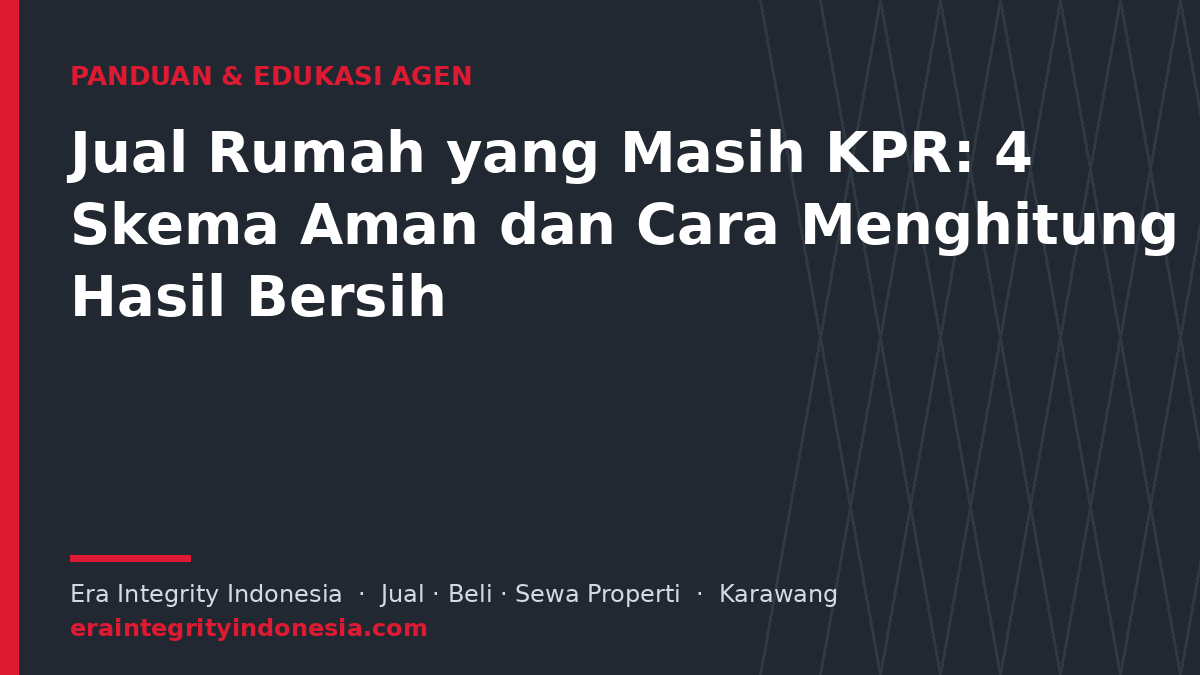 PANDUAN & EDUKASI AGEN
Jual Rumah yang Masih KPR: 4
Skema Aman dan Cara Menghitung
Hasil Bersih
Era Integrity Indonesia · Jual · Beli · Sewa Properti · Karawang
eraintegrityindonesia.com